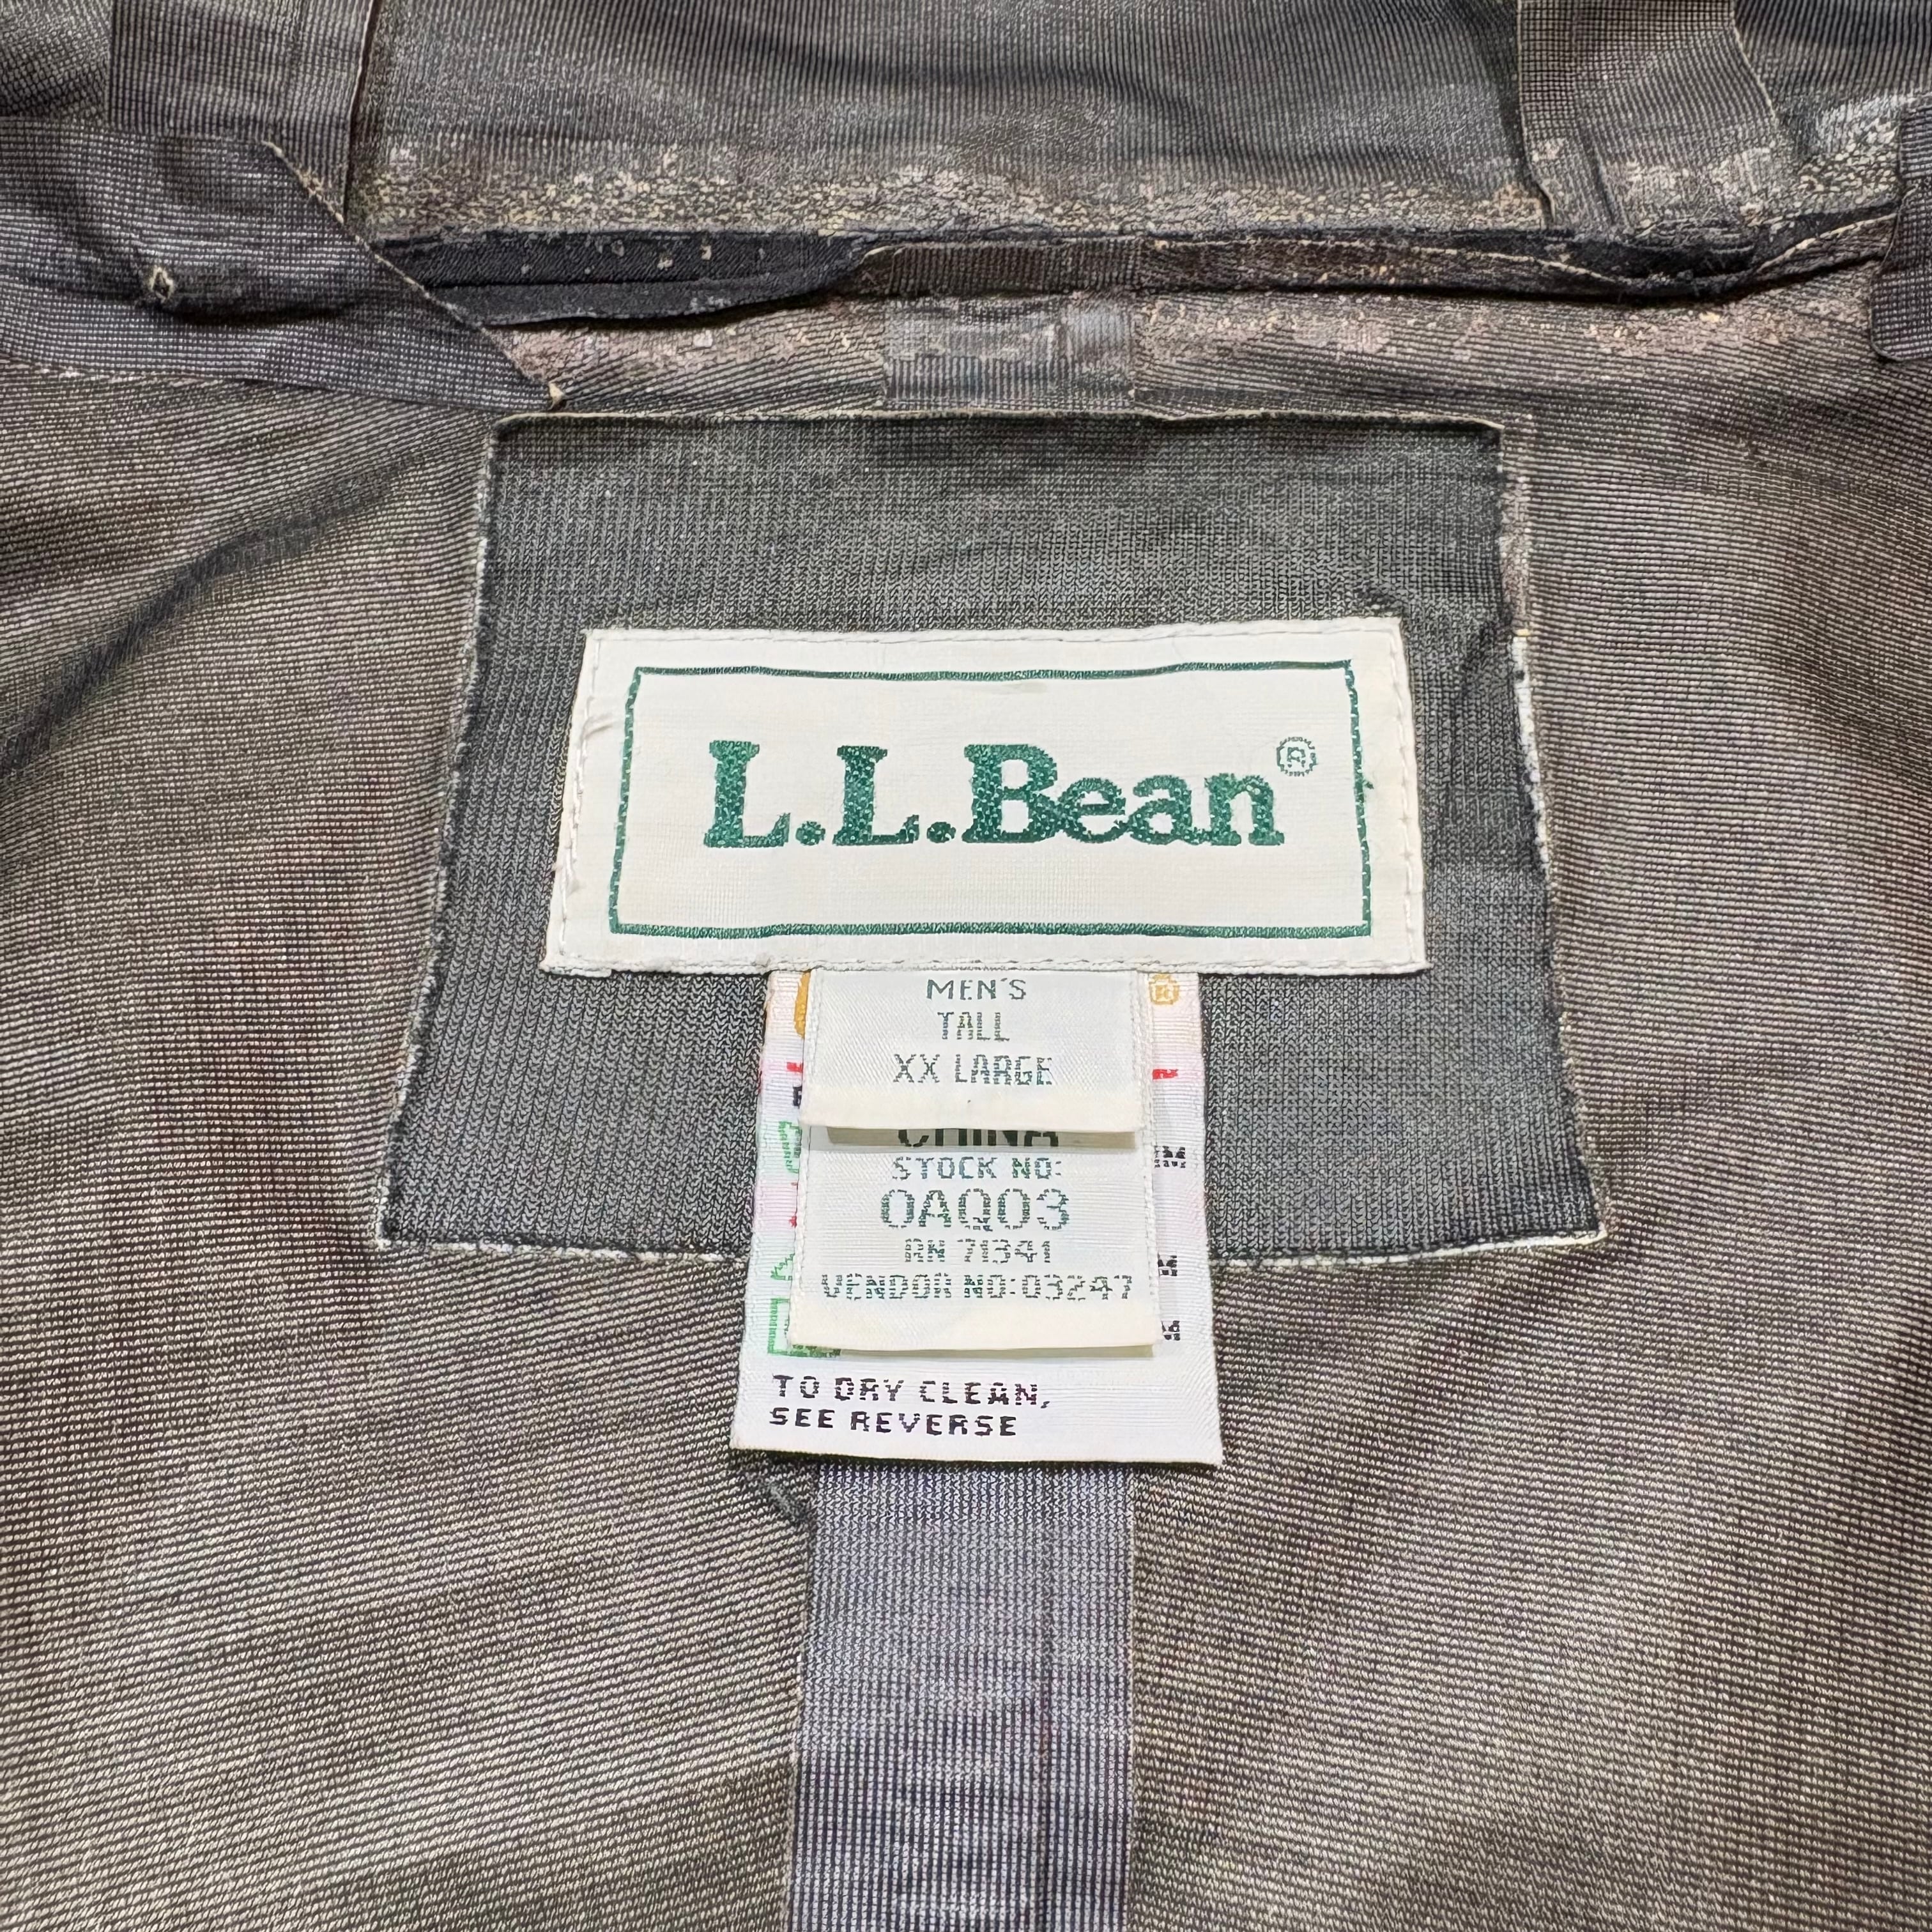 L.L.Bean®
MEN'S
TALL
XX LARGE
CHINA
STOCK NO:
0AQ03
RN 71341
VENDOR NO:03247
TO DRY CLEAN,
SEE REVERSE